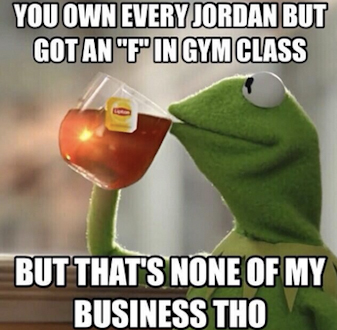 YOU OWN EVERY JORDAN BUT
GOT AN "F" IN GYM CLASS
Lipton
BUT THAT'S NONE OF MY
BUSINESS THO